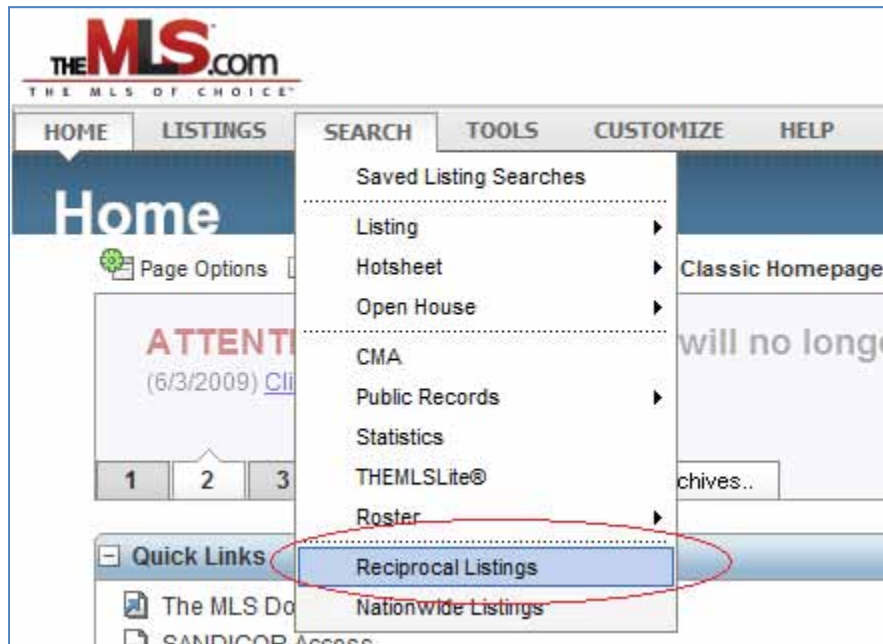 THE MLS.com
THE MLS OF CHOICE
HOME LISTINGS SEARCH TOOLS CUSTOMIZE HELP
Home
Saved Listing Searches
Listing
Hotsheet
Open House
CMA
Public Records
Statistics
THEMLSLite®
Roster
Reciprocal Listings
Nationwide Listings
Page Options Classic Homepage
ATTENTI will no longe
(6/3/2009) Cli
1 2 3 chives..
Quick Links
The MLS Do
SANDICOR Access